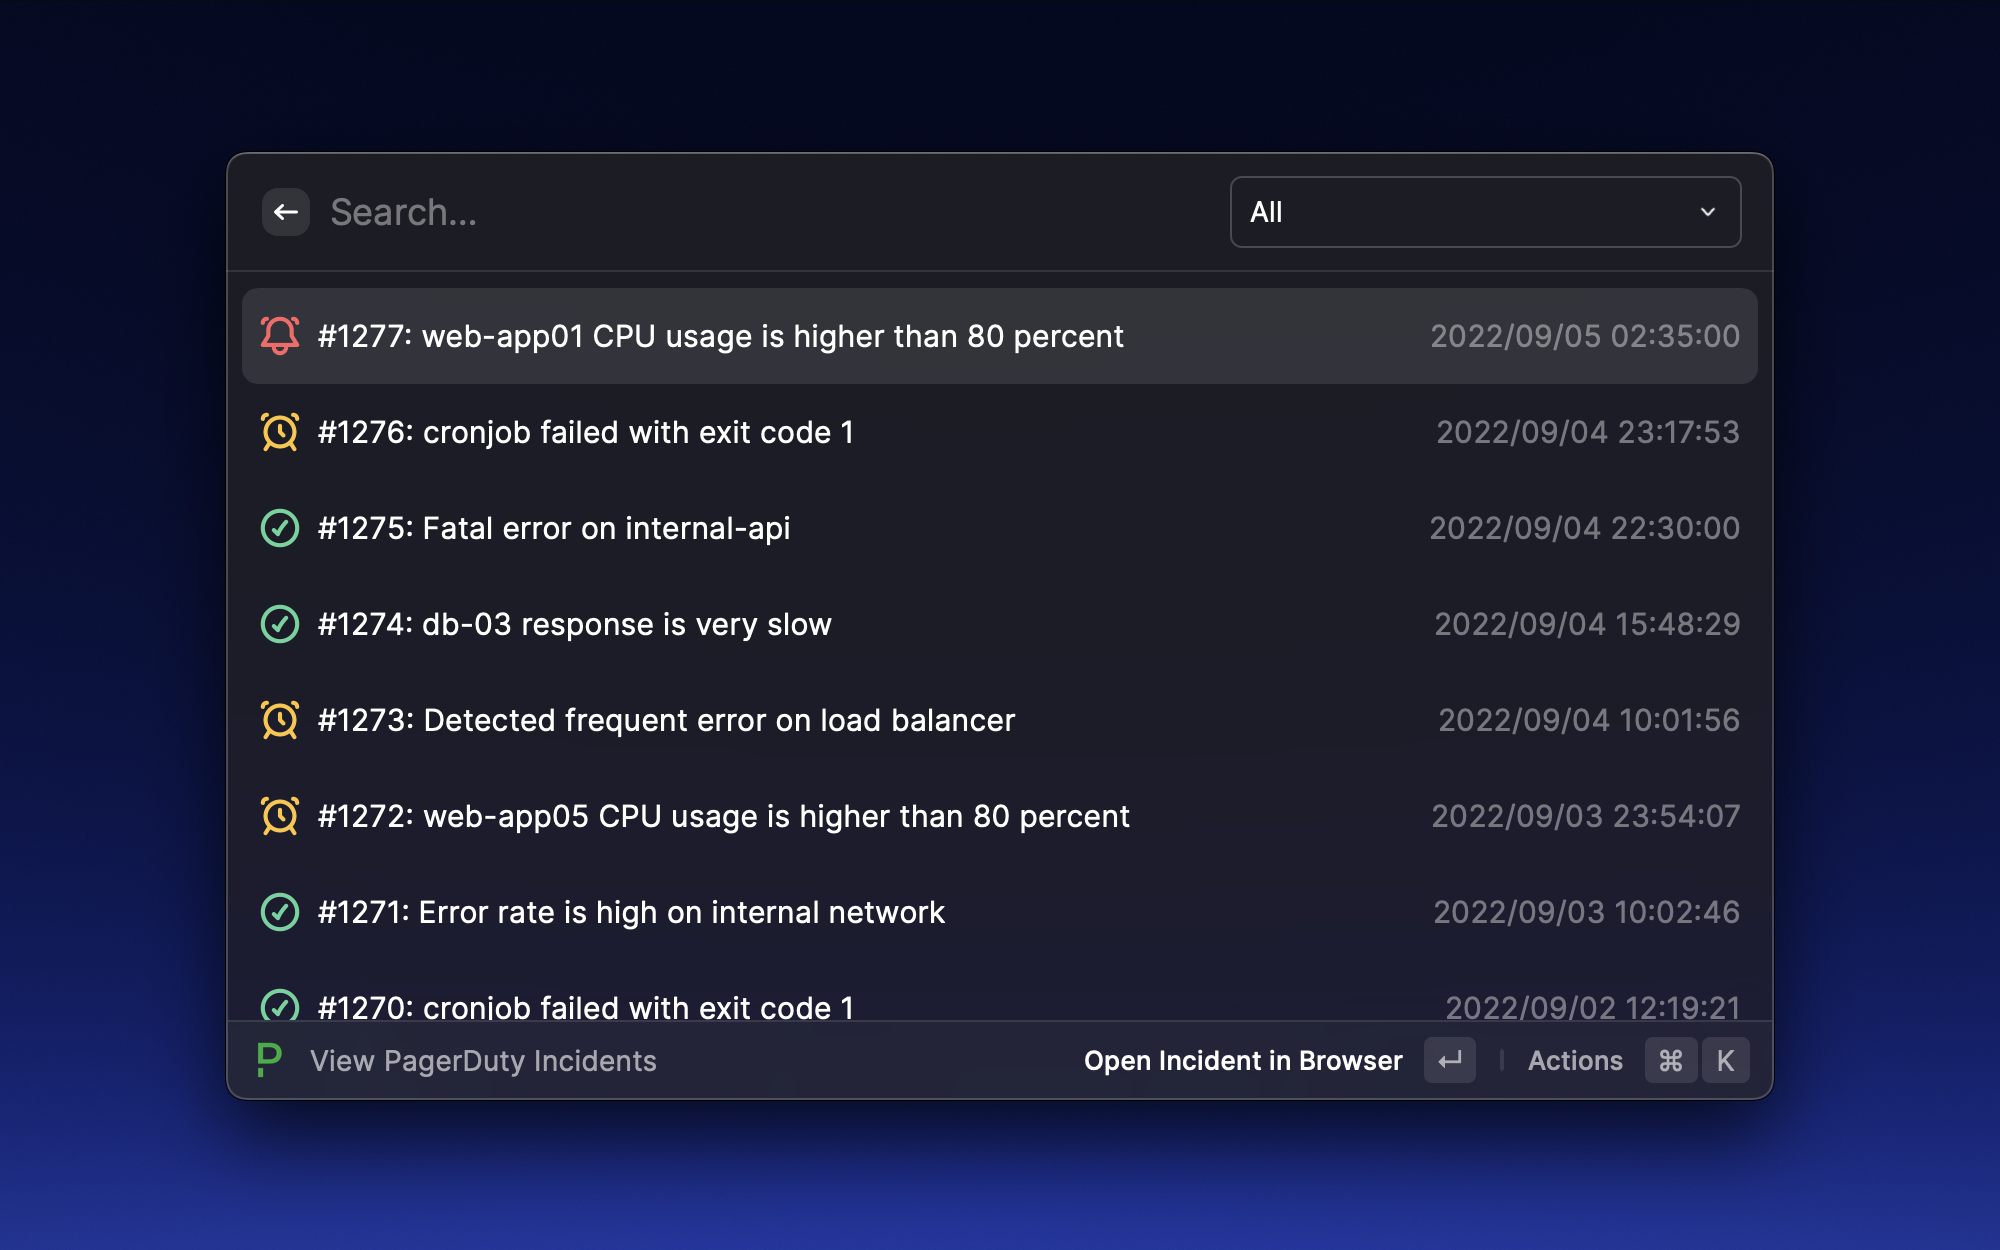 Search...
All
#1277: web-app01 CPU usage is higher than 80 percent 2022/09/05 02:35:00
#1276: cronjob failed with exit code 1 2022/09/04 23:17:53
#1275: Fatal error on internal-api 2022/09/04 22:30:00
#1274: db-03 response is very slow 2022/09/04 15:48:29
#1273: Detected frequent error on load balancer 2022/09/04 10:01:56
#1272: web-app05 CPU usage is higher than 80 percent 2022/09/03 23:54:07
#1271: Error rate is high on internal network 2022/09/03 10:02:46
#1270: cronjob failed with exit code 1 2022/09/02 12:19:21
P View PagerDuty Incidents Open Incident in Browser ↵ Actions ⌘ K